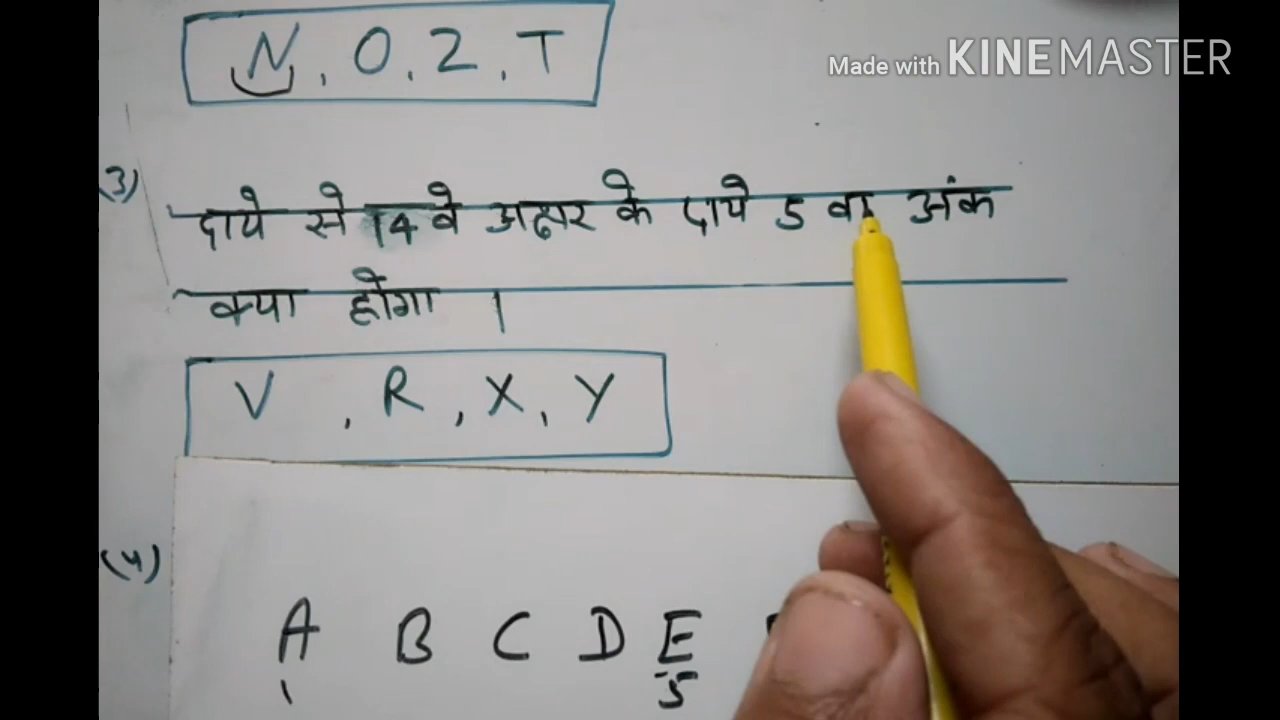 Made with KINEMASTER
N, O, Z, T
(3) दाये से 14 वे अक्षर के दाये 5 वा अंक
क्या होगा ।
V, R, X, Y
(4)
A B C D E
1 5